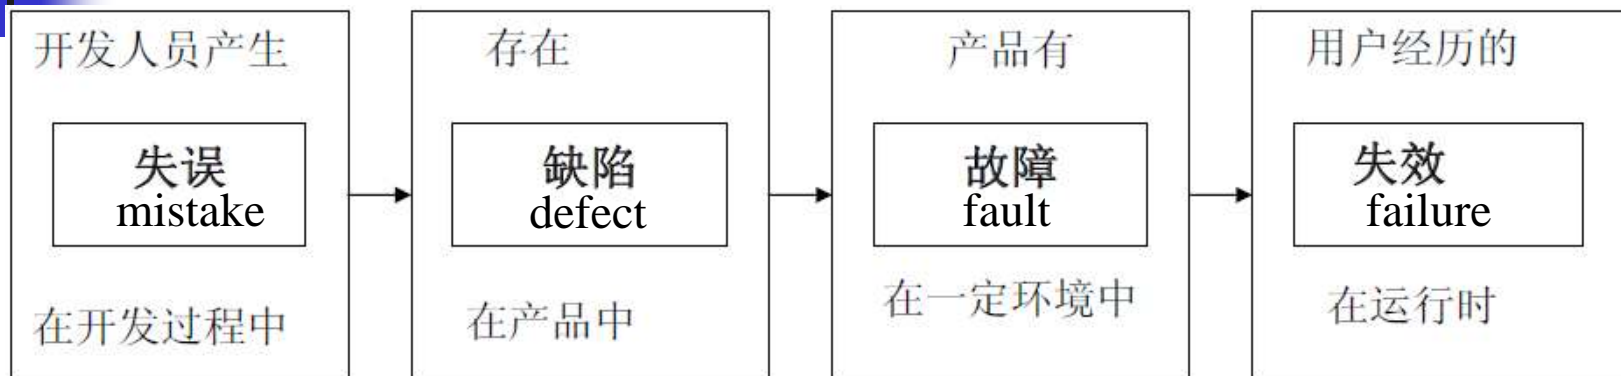 开发人员产生
失误
mistake
在开发过程中
存在
缺陷
defect
在产品中
产品有
故障
fault
在一定环境中
用户经历的
失效
failure
在运行时